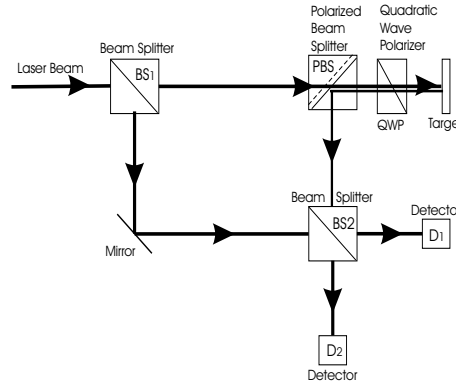 Polarized
Beam
Splitter
Quadratic
Wave
Polarizer
Beam Splitter
Laser Beam
BS1
PBS
QWP
Targe
Beam Splitter
BS2
Mirror
Detecto
D1
D2
Detector